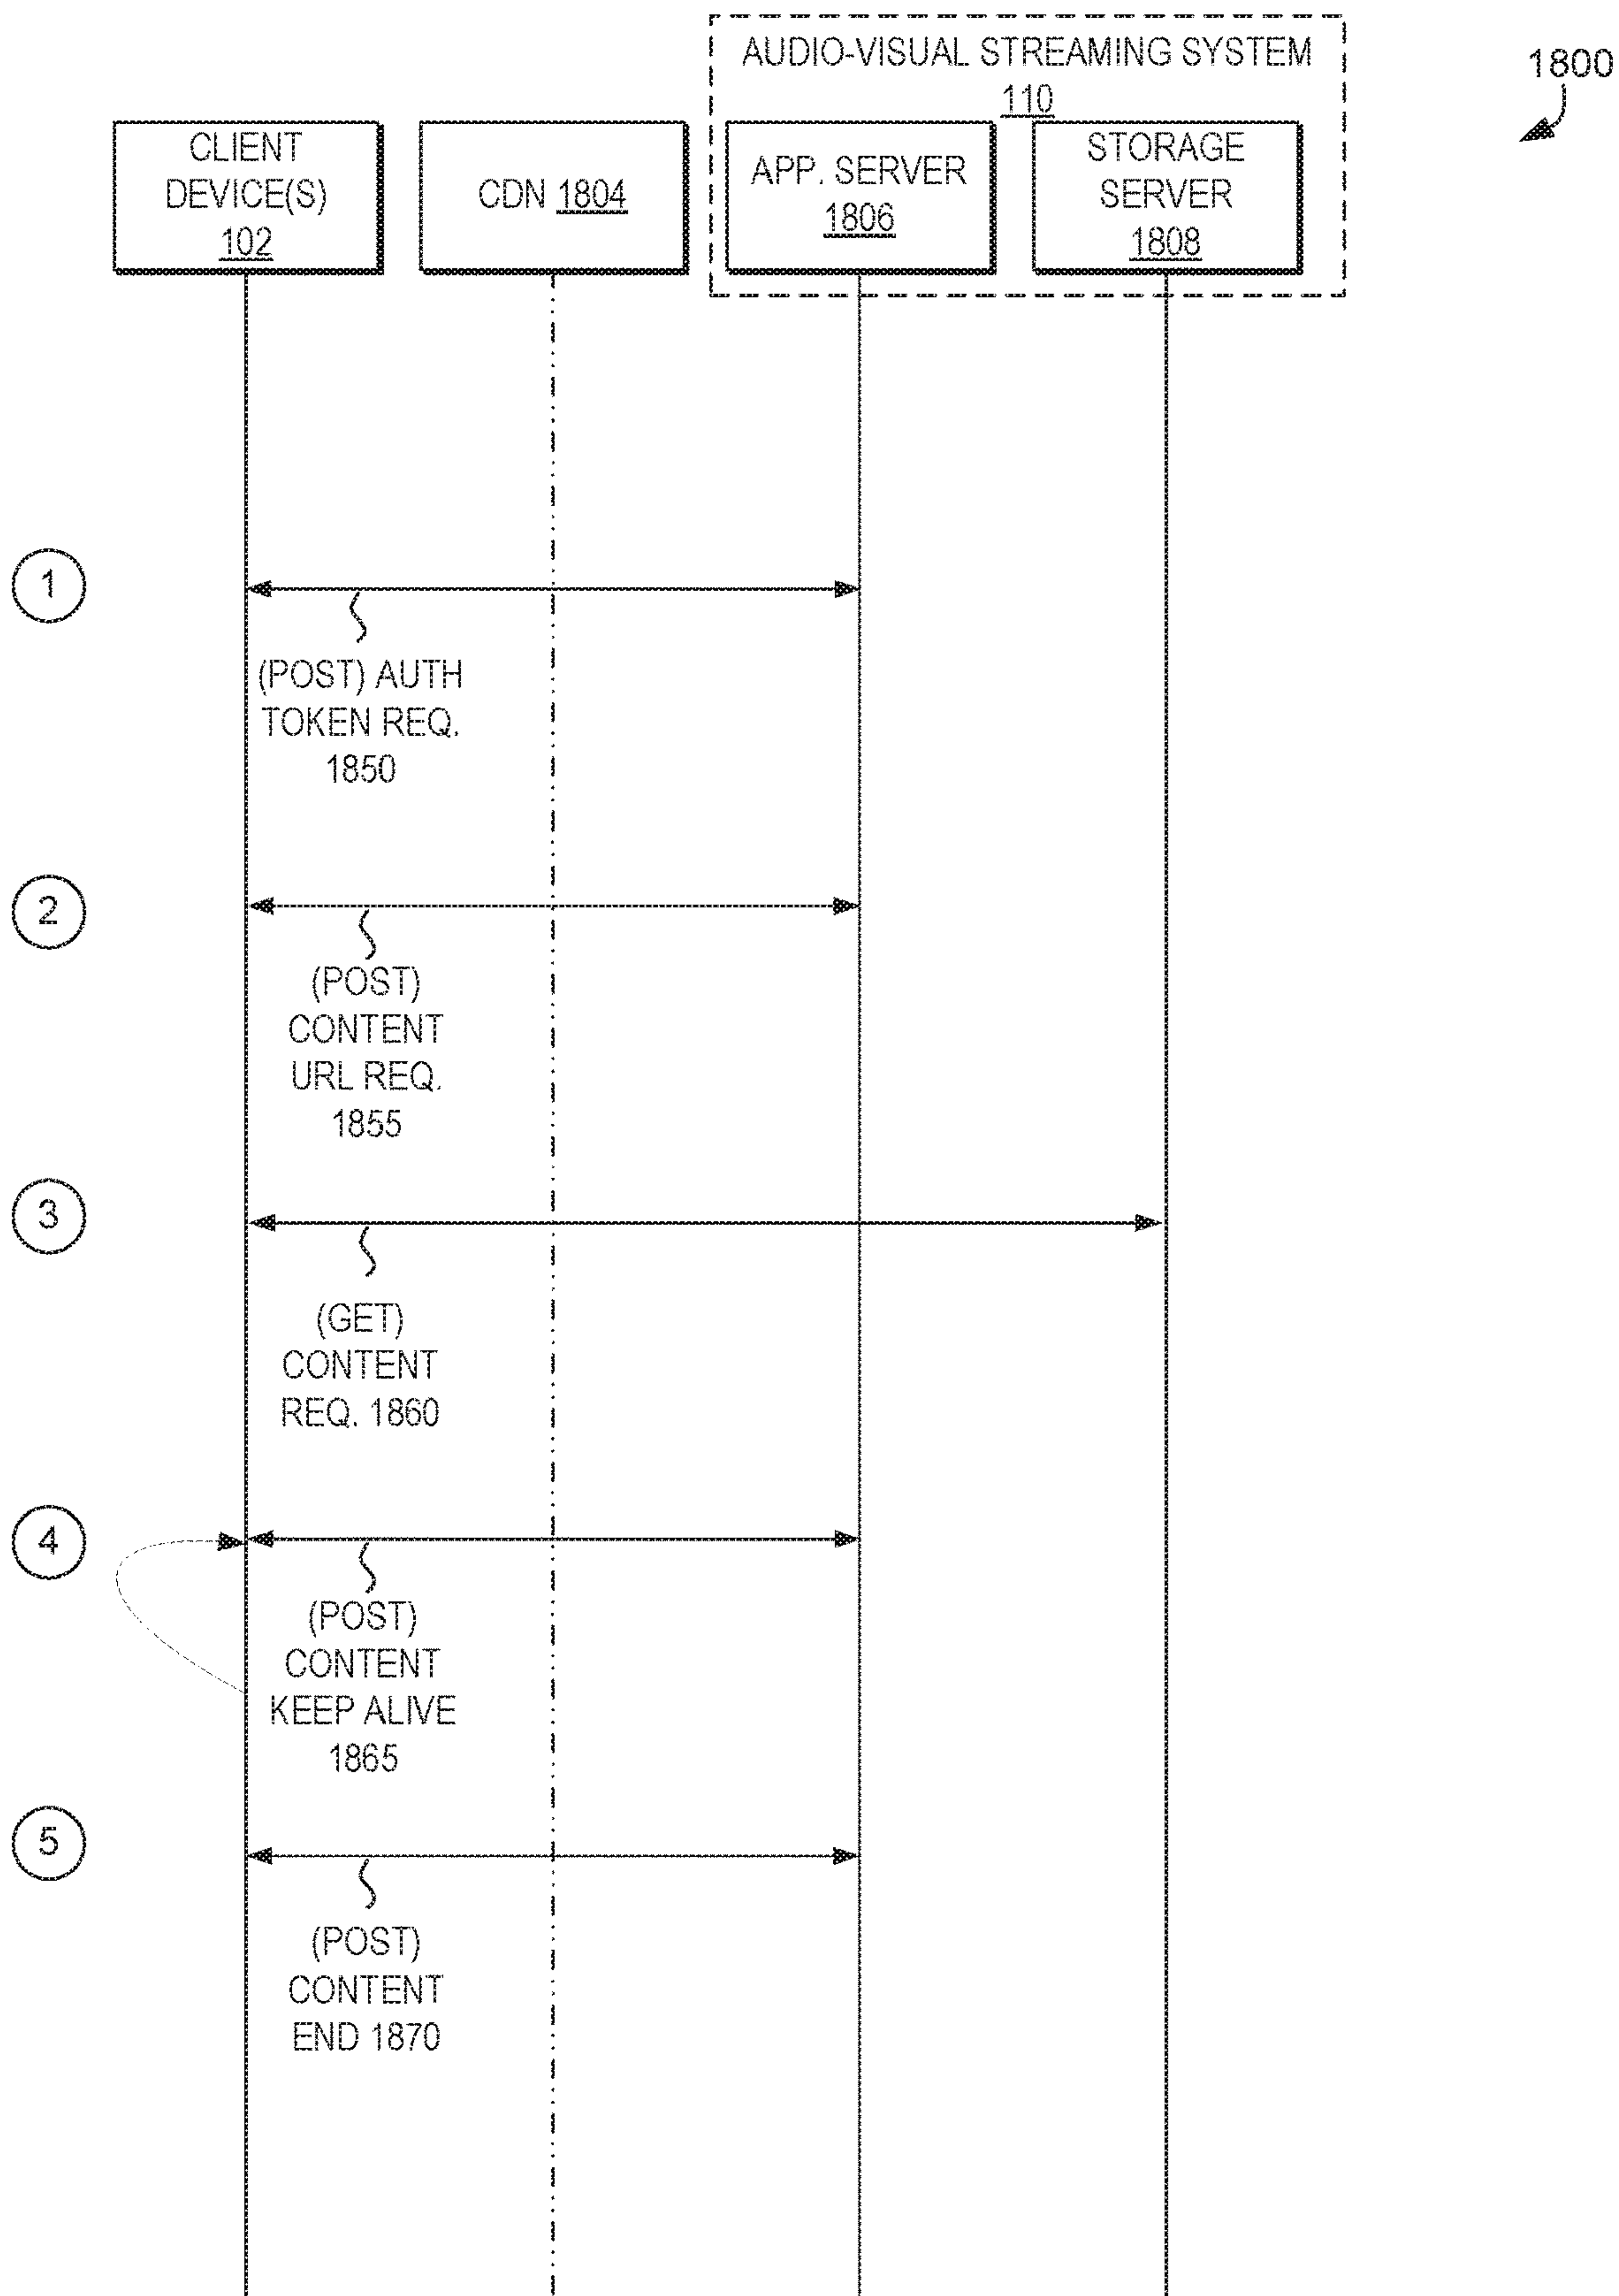 AUDIO-VISUAL STREAMING SYSTEM
110
1800
CLIENT
DEVICE(S)
102
CDN 1804
APP. SERVER
1806
STORAGE
SERVER
1808
1
(POST) AUTH
TOKEN REQ.
1850
2
(POST)
CONTENT
URL REQ.
1855
3
(GET)
CONTENT
REQ. 1860
4
(POST)
CONTENT
KEEP ALIVE
1865
5
(POST)
CONTENT
END 1870